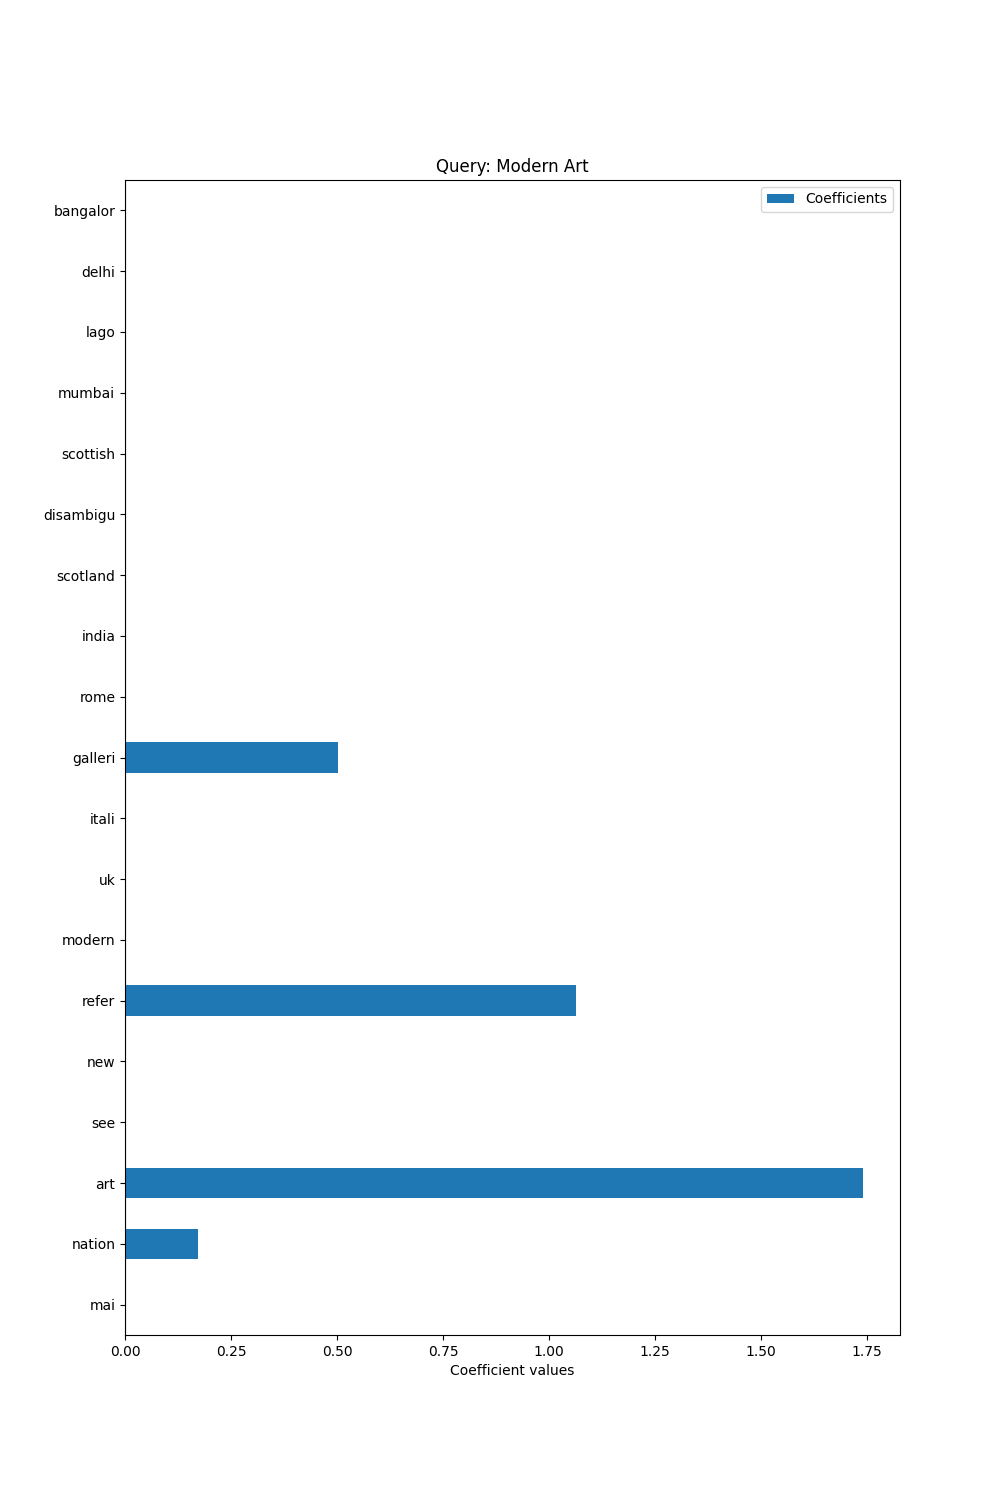 Query: Modern Art
Coefficients
bangalor
delhi
lago
mumbai
scottish
disambigu
scotland
india
rome
galleri
itali
uk
modern
refer
new
see
art
nation
mai
0.00 0.25 0.50 0.75 1.00 1.25 1.50 1.75
Coefficient values